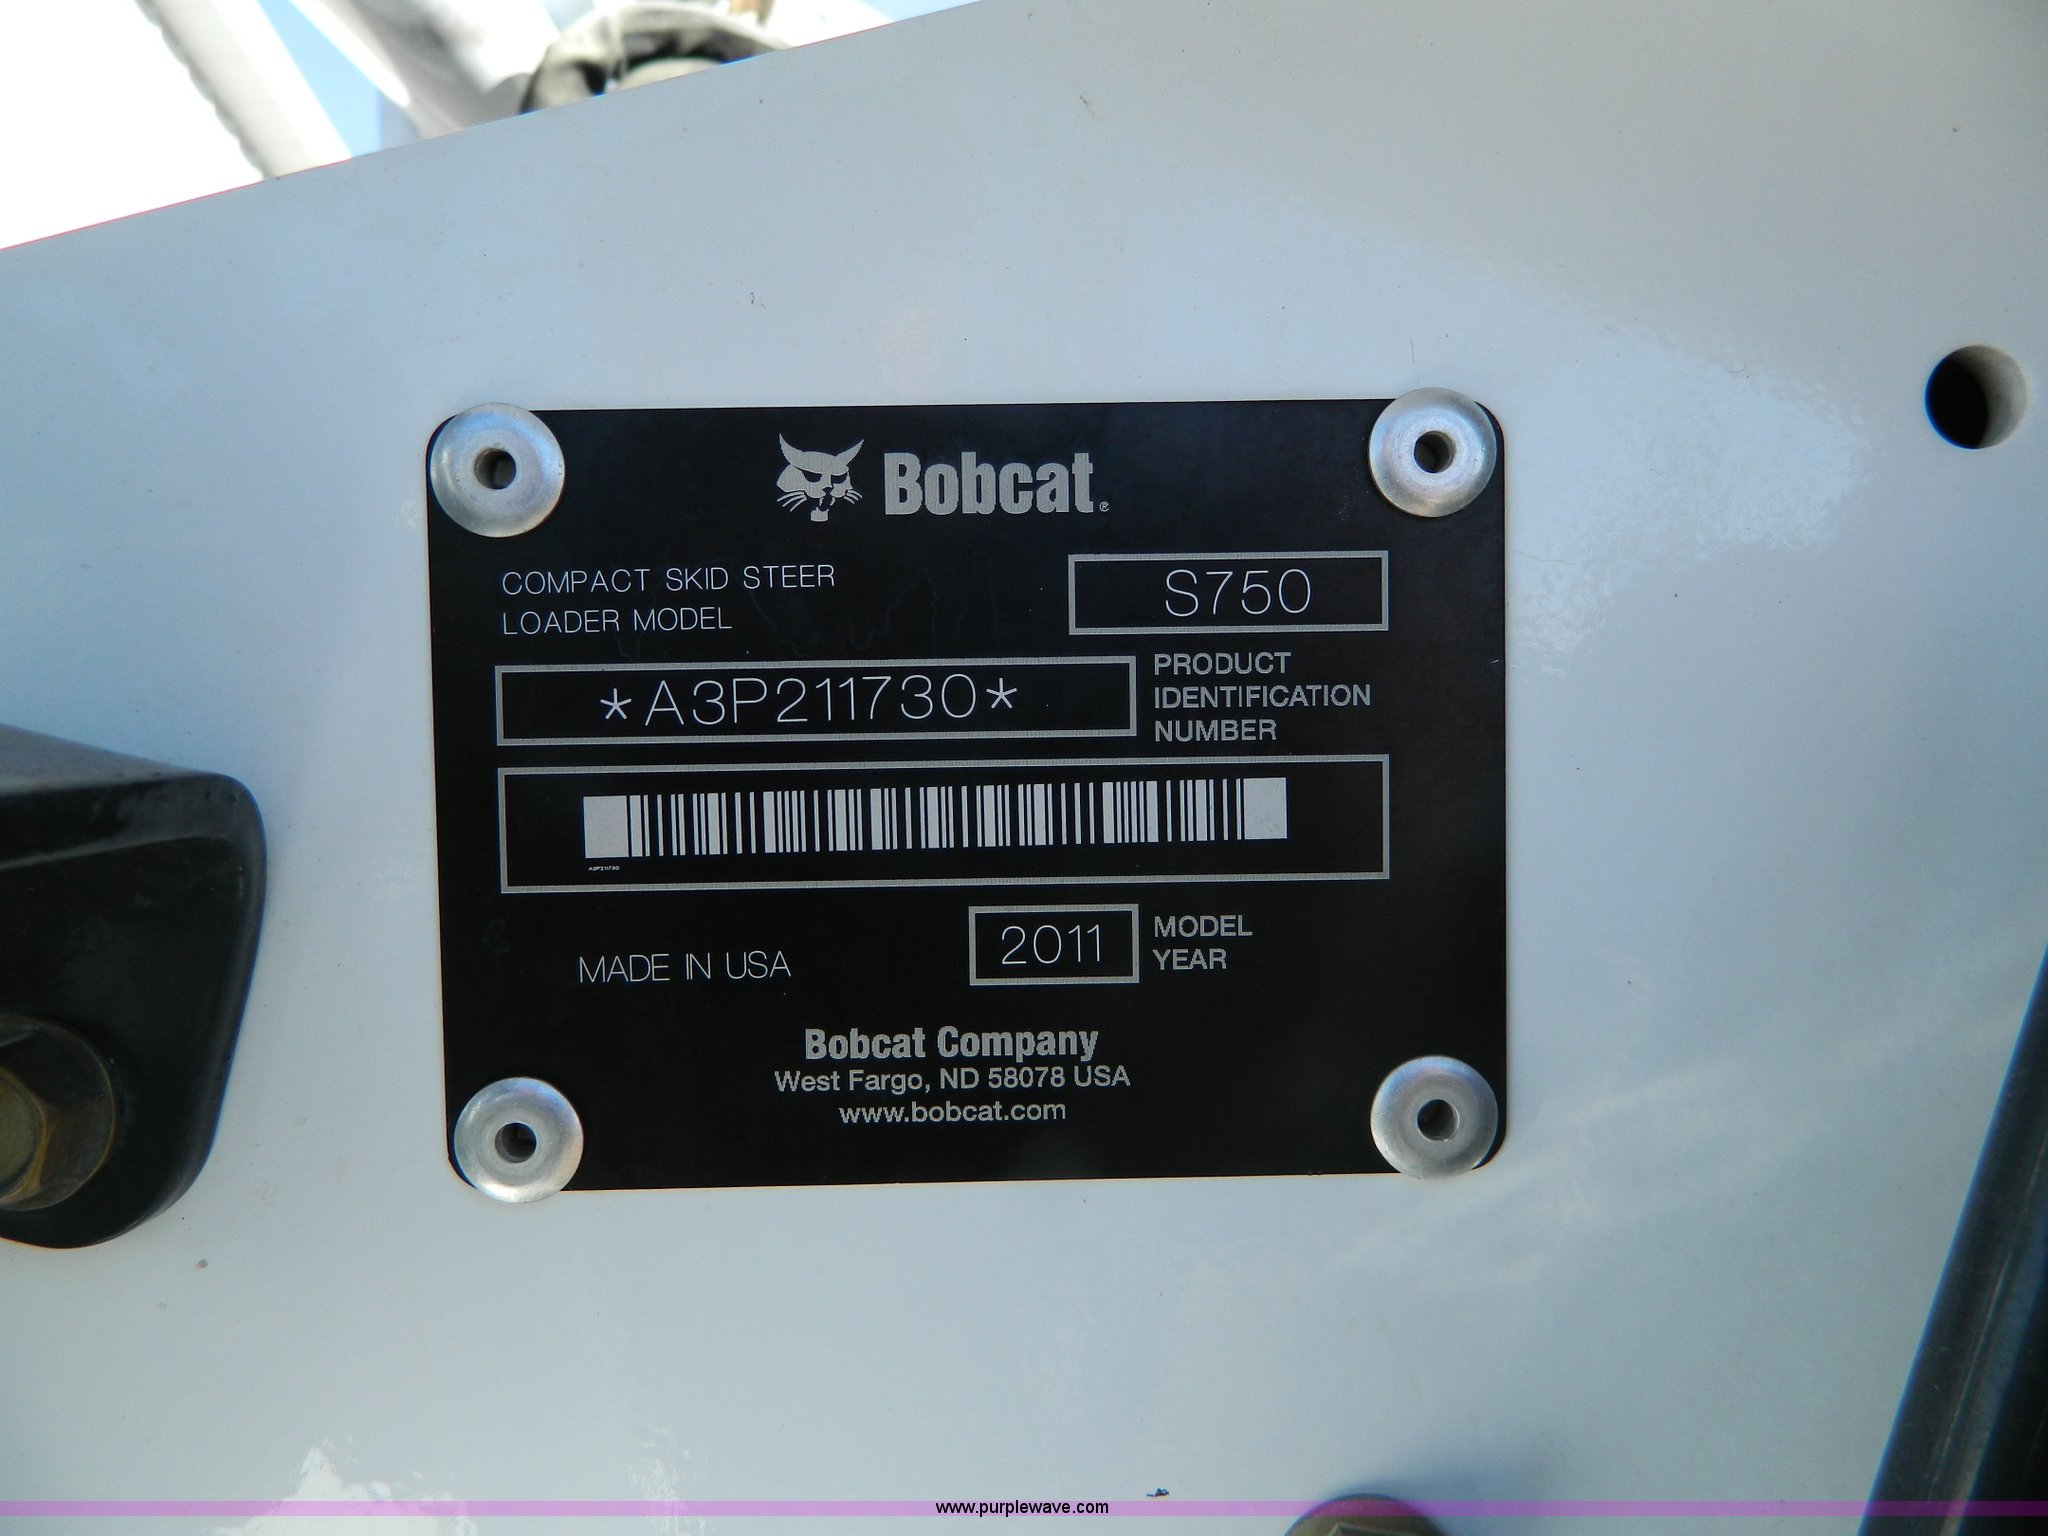 Bobcat®
COMPACT SKID STEER
LOADER MODEL
S750
*A3P211730*
PRODUCT
IDENTIFICATION
NUMBER
A3P211730
MADE IN USA
2011
MODEL
YEAR
Bobcat Company
West Fargo, ND 58078 USA
www.bobcat.com
www.purplewave.com